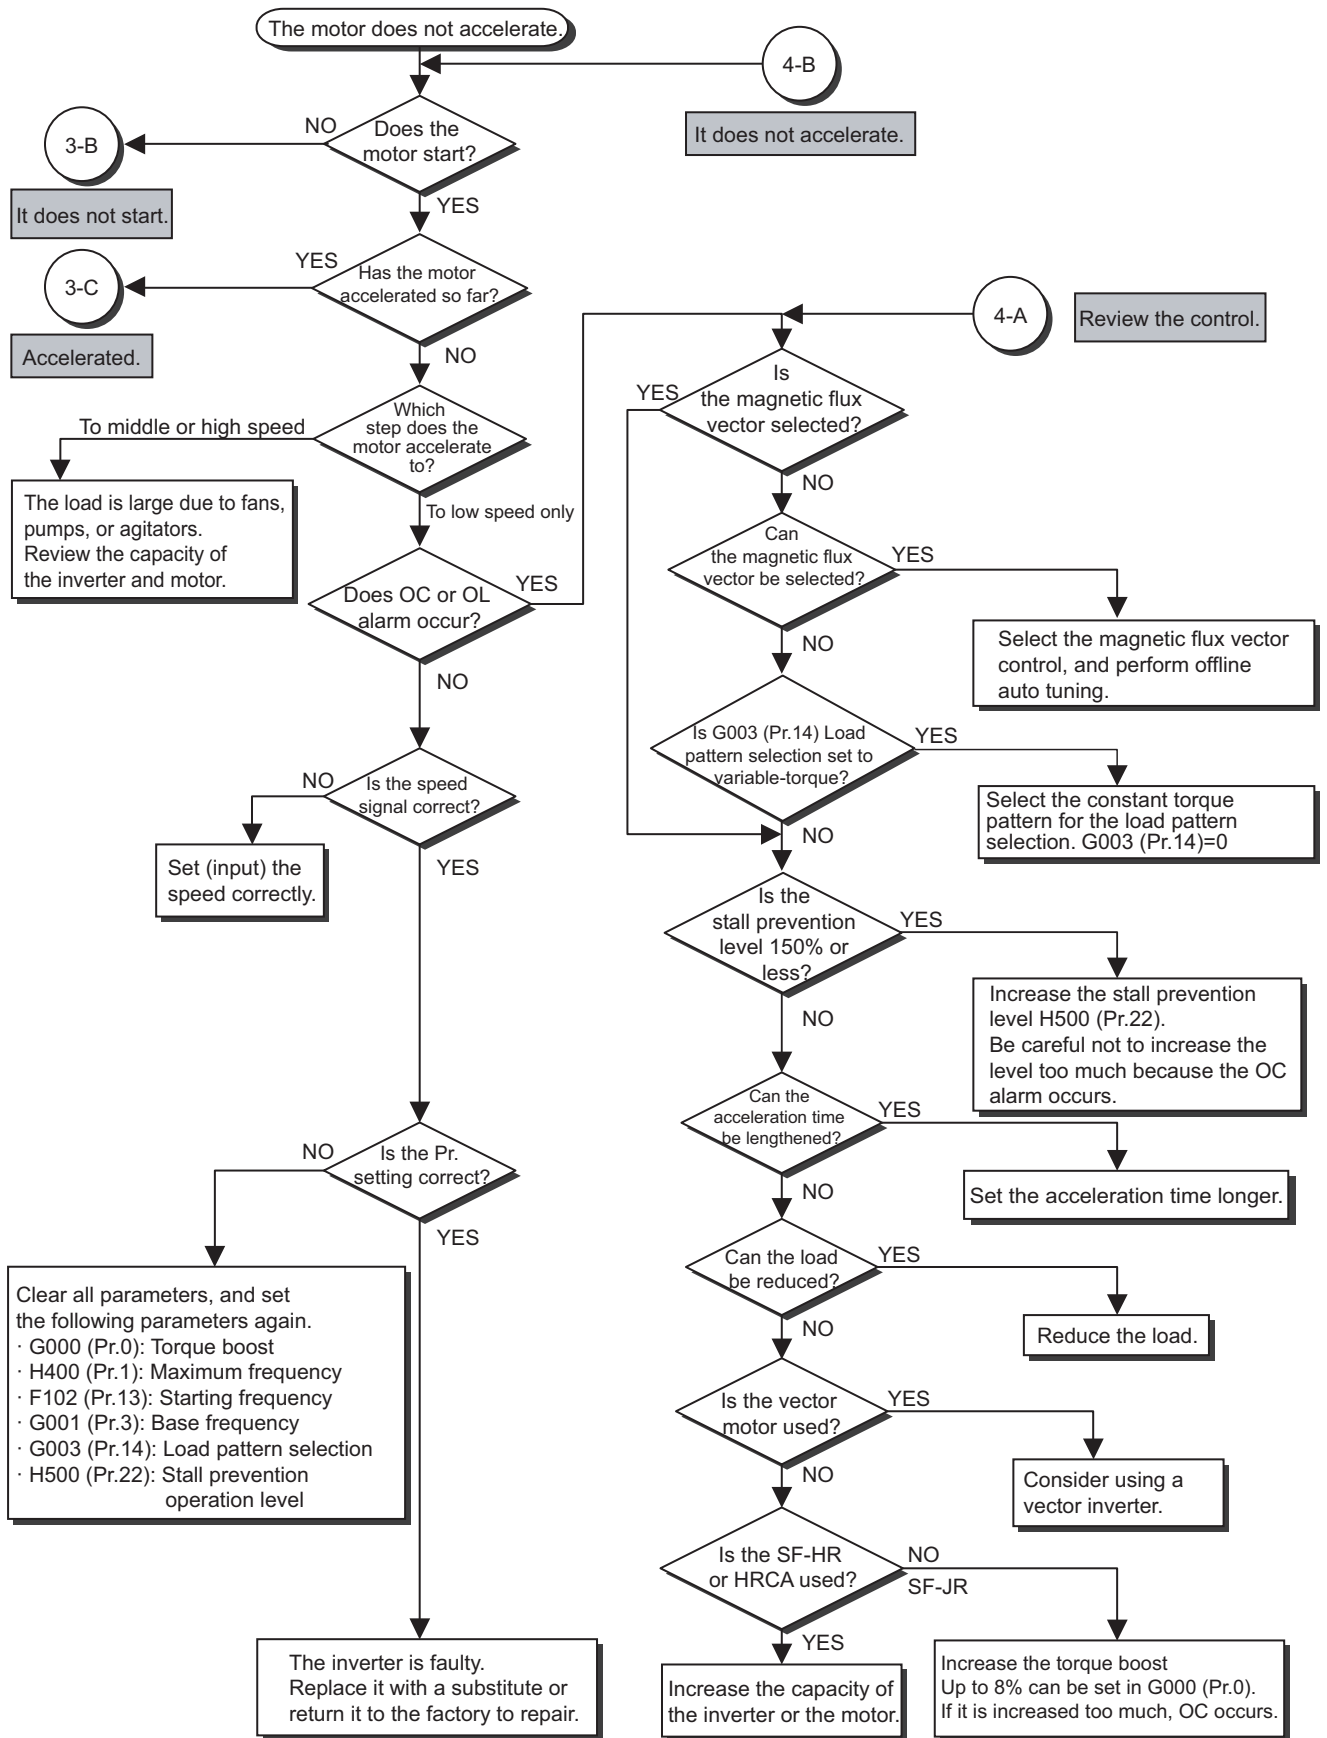 The motor does not accelerate.
4-B
It does not accelerate.
Does the
motor start?
NO
3-B
It does not start.
YES
Has the motor
accelerated so far?
YES
3-C
Accelerated.
NO
Which
step does the
motor accelerate
to?
To middle or high speed
The load is large due to fans,
pumps, or agitators.
Review the capacity of
the inverter and motor.
To low speed only
Does OC or OL
alarm occur?
YES
NO
Is the speed
signal correct?
NO
Set (input) the
speed correctly.
YES
Is the Pr.
setting correct?
NO
Clear all parameters, and set
the following parameters again.
· G000 (Pr.0): Torque boost
· H400 (Pr.1): Maximum frequency
· F102 (Pr.13): Starting frequency
· G001 (Pr.3): Base frequency
· G003 (Pr.14): Load pattern selection
· H500 (Pr.22): Stall prevention
operation level
YES
The inverter is faulty.
Replace it with a substitute or
return it to the factory to repair.
4-A
Review the control.
Is
the magnetic flux
vector selected?
YES
NO
Can
the magnetic flux
vector be selected?
YES
Select the magnetic flux vector
control, and perform offline
auto tuning.
NO
Is G003 (Pr.14) Load
pattern selection set to
variable-torque?
YES
Select the constant torque
pattern for the load pattern
selection. G003 (Pr.14)=0
NO
Is the
stall prevention
level 150% or
less?
YES
Increase the stall prevention
level H500 (Pr.22).
Be careful not to increase the
level too much because the OC
alarm occurs.
NO
Can the
acceleration time
be lengthened?
YES
Set the acceleration time longer.
NO
Can the load
be reduced?
YES
Reduce the load.
NO
Is the vector
motor used?
YES
Consider using a
vector inverter.
NO
Is the SF-HR
or HRCA used?
NO
SF-JR
YES
Increase the capacity of
the inverter or the motor.
Increase the torque boost
Up to 8% can be set in G000 (Pr.0).
If it is increased too much, OC occurs.